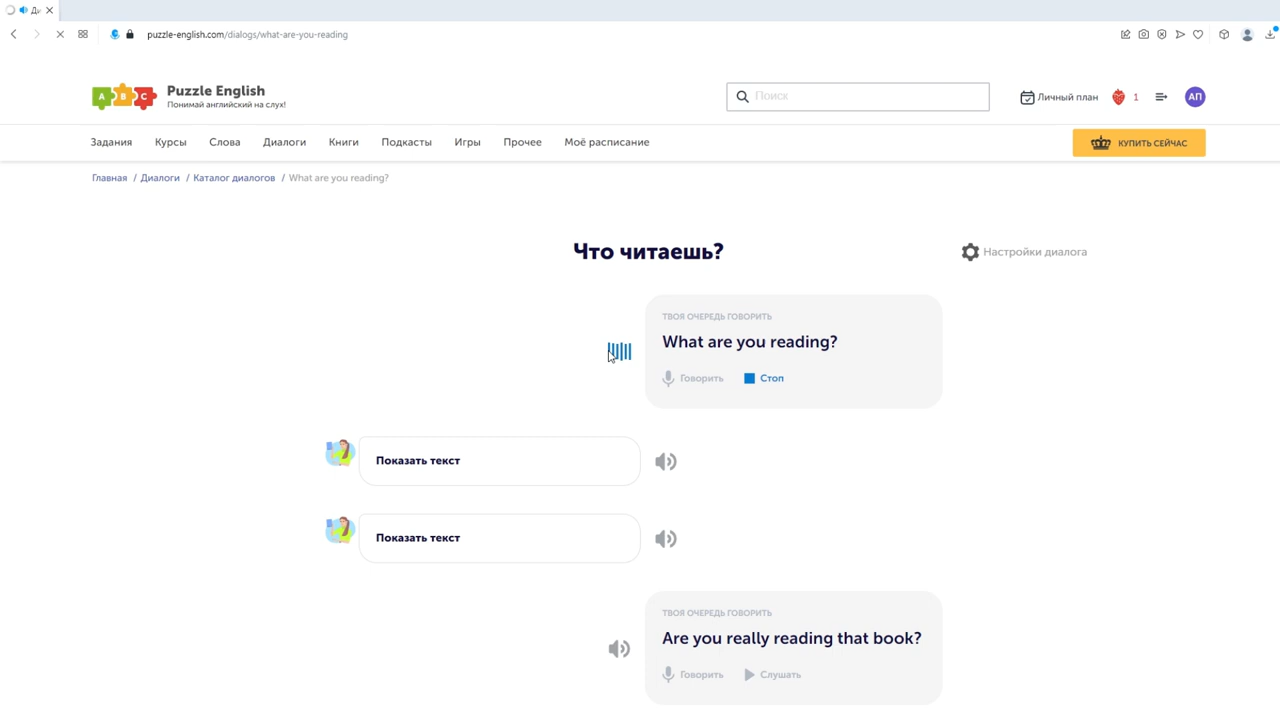 Ди
puzzle-english.com/dialogs/what-are-you-reading
A B C
Puzzle English
Понимай английский на слух!
Поиск
Личный план
1
АП
Задания Курсы Слова Диалоги Книги Подкасты Игры Прочее Моё расписание
КУПИТЬ СЕЙЧАС
Главная / Диалоги / Каталог диалогов / What are you reading?
Что читаешь?
Настройки диалога
ТВОЯ ОЧЕРЕДЬ ГОВОРИТЬ
What are you reading?
Говорить Стоп
Показать текст
Показать текст
ТВОЯ ОЧЕРЕДЬ ГОВОРИТЬ
Are you really reading that book?
Говорить Слушать